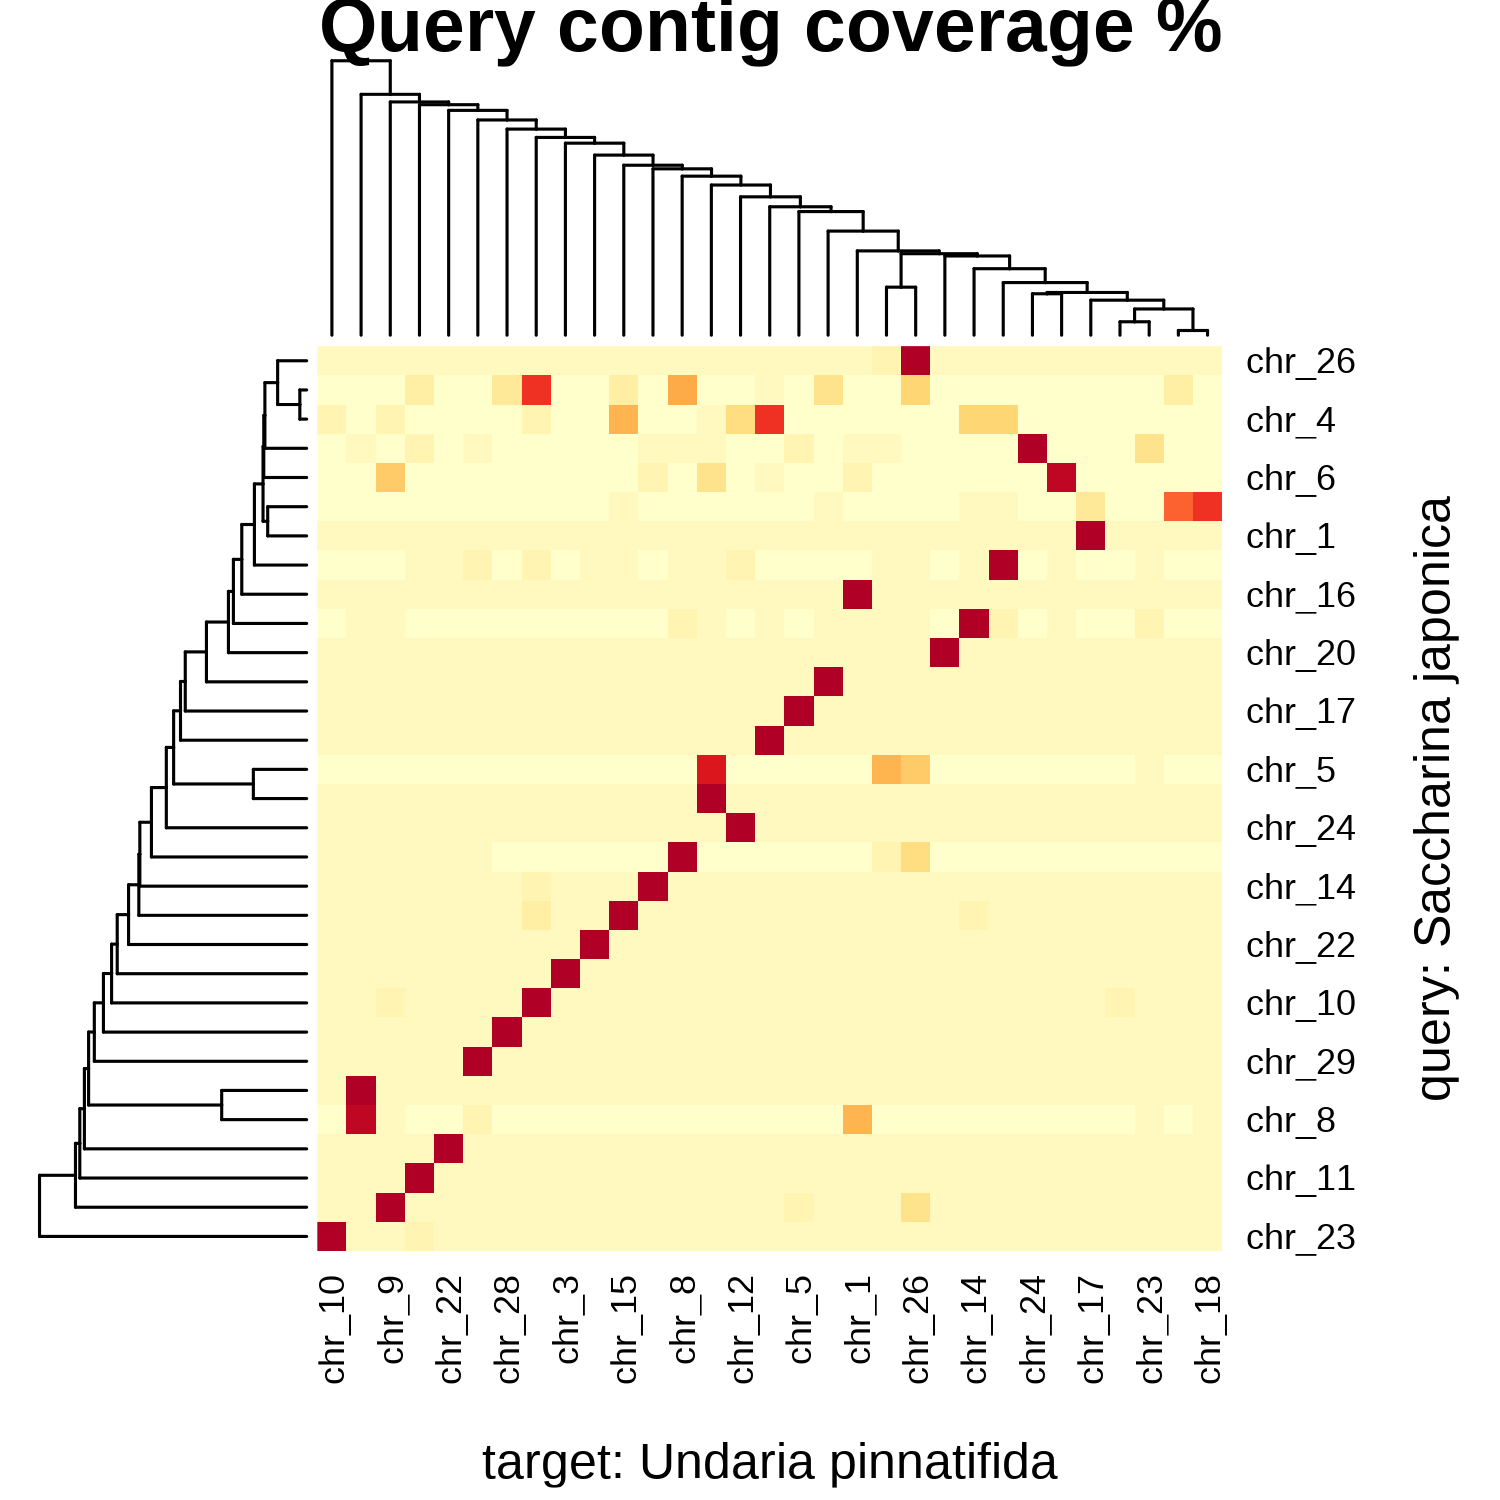 Query contig coverage %
chr_26
chr_4
chr_6
chr_1
chr_16
chr_20
chr_17
chr_5
chr_24
chr_14
chr_22
chr_10
chr_29
chr_8
chr_11
chr_23
query: Saccharina japonica
chr_10
chr_9
chr_22
chr_28
chr_3
chr_15
chr_8
chr_12
chr_5
chr_1
chr_26
chr_14
chr_24
chr_17
chr_23
chr_18
target: Undaria pinnatifida